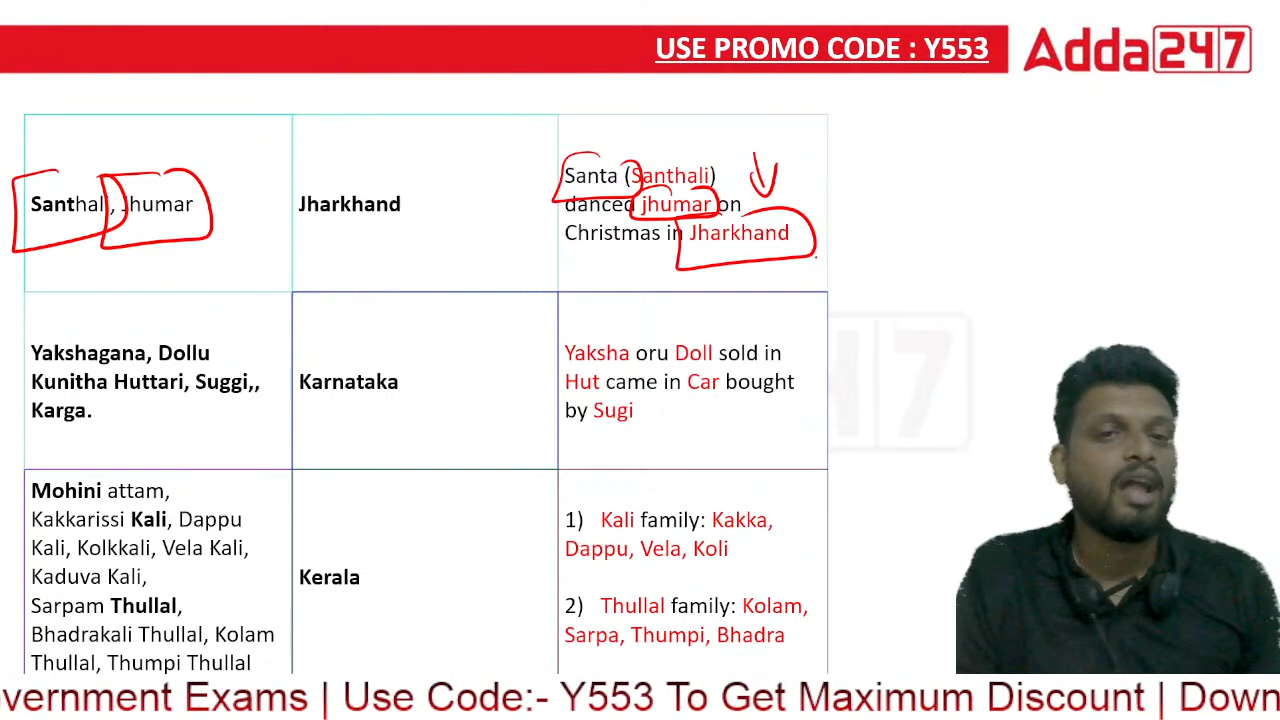 USE PROMO CODE : Y553
Adda247
Santhali, Jhumar
Jharkhand
Santa (Santhali)
danced jhumar on
Christmas in Jharkhand
Yakshagana, Dollu
Kunitha Huttari, Suggi,,
Karga.
Karnataka
Yaksha oru Doll sold in
Hut came in Car bought
by Sugi
Mohini attam,
Kakkarissi Kali, Dappu
Kali, Kolkkali, Vela Kali,
Kaduva Kali,
Sarpam Thullal,
Bhadrakali Thullal, Kolam
Thullal, Thumpi Thullal
Kerala
1) Kali family: Kakka,
Dappu, Vela, Koli
2) Thullal family: Kolam,
Sarpa, Thumpi, Bhadra
overnment Exams | Use Code:- Y553 To Get Maximum Discount | Down